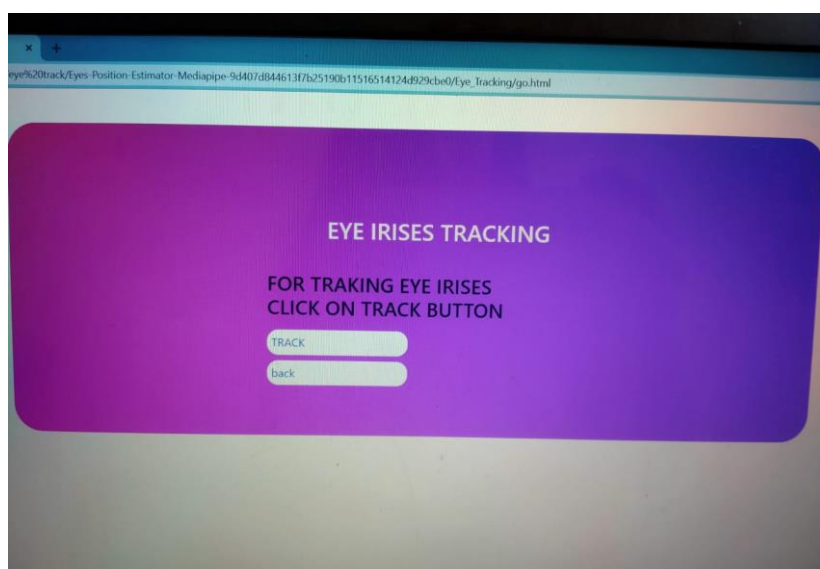 × +
eye%20track/Eyes-Position-Estimator-Mediapipe-9d407d844613f7b25190b11516514124d929cbe0/Eye_Tracking/go.html
EYE IRISES TRACKING
FOR TRAKING EYE IRISES
CLICK ON TRACK BUTTON
TRACK
back